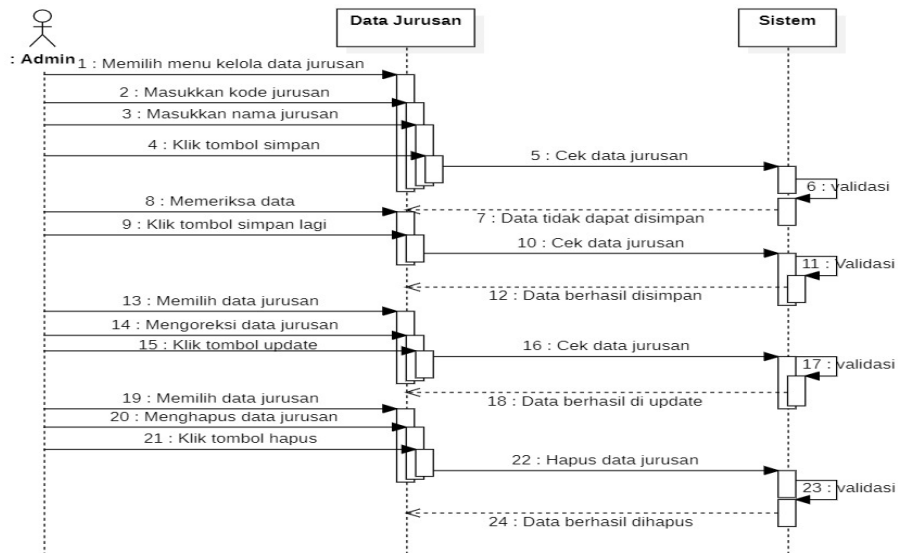 Data Jurusan
Sistem
: Admin
1 : Memilih menu kelola data jurusan
2 : Masukkan kode jurusan
3 : Masukkan nama jurusan
4 : Klik tombol simpan
5 : Cek data jurusan
6 : validasi
7 : Data tidak dapat disimpan
8 : Memeriksa data
9 : Klik tombol simpan lagi
10 : Cek data jurusan
11 : Validasi
12 : Data berhasil disimpan
13 : Memilih data jurusan
14 : Mengoreksi data jurusan
15 : Klik tombol update
16 : Cek data jurusan
17 : validasi
18 : Data berhasil di update
19 : Memilih data jurusan
20 : Menghapus data jurusan
21 : Klik tombol hapus
22 : Hapus data jurusan
23 : validasi
24 : Data berhasil dihapus